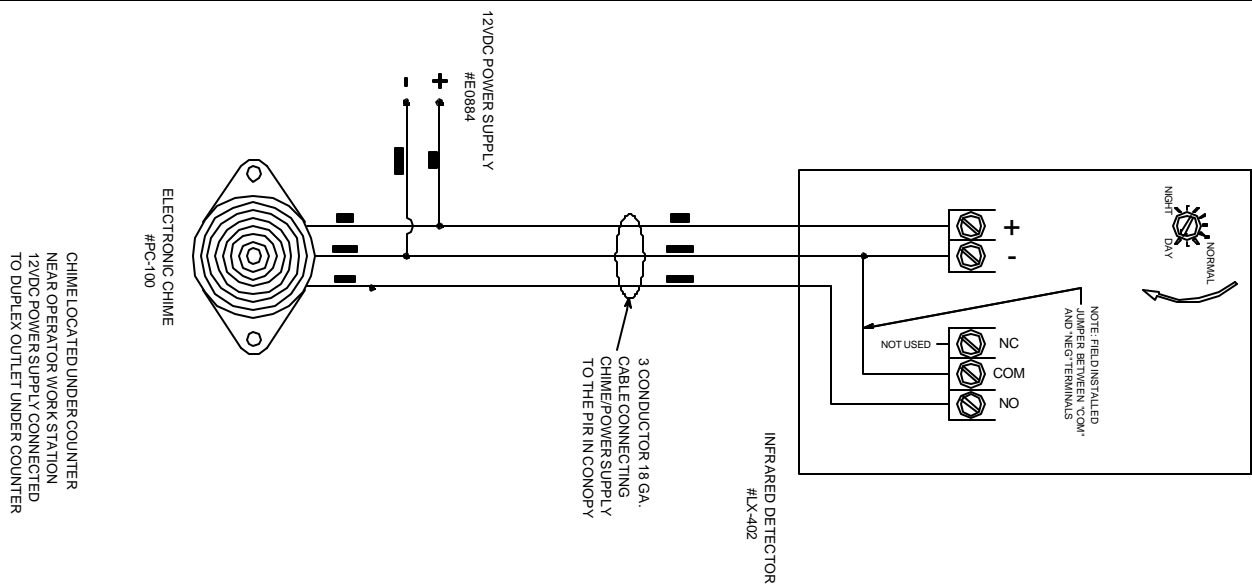 12VDC POWER SUPPLY
#E0884
-
+
ELECTRONIC CHIME
#PC-100
CHIME LOCATED UNDER COUNTER
NEAR OPERATOR WORK STATION
12VDC POWER SUPPLY CONNECTED
TO DUPLEX OUTLET UNDER COUNTER
3 CONDUCTOR 18 GA.
CABLE CONNECTING
CHIME/POWER SUPPLY
TO THE PIR IN CONOPY
INFRARED DETECTOR
#LX-402
+
-
NOT USED
NC
COM
NO
NIGHT
DAY
NORMAL
NOTE: FIELD INSTALLED
JUMPER BETWEEN "COM"
AND "NEG" TERMINALS